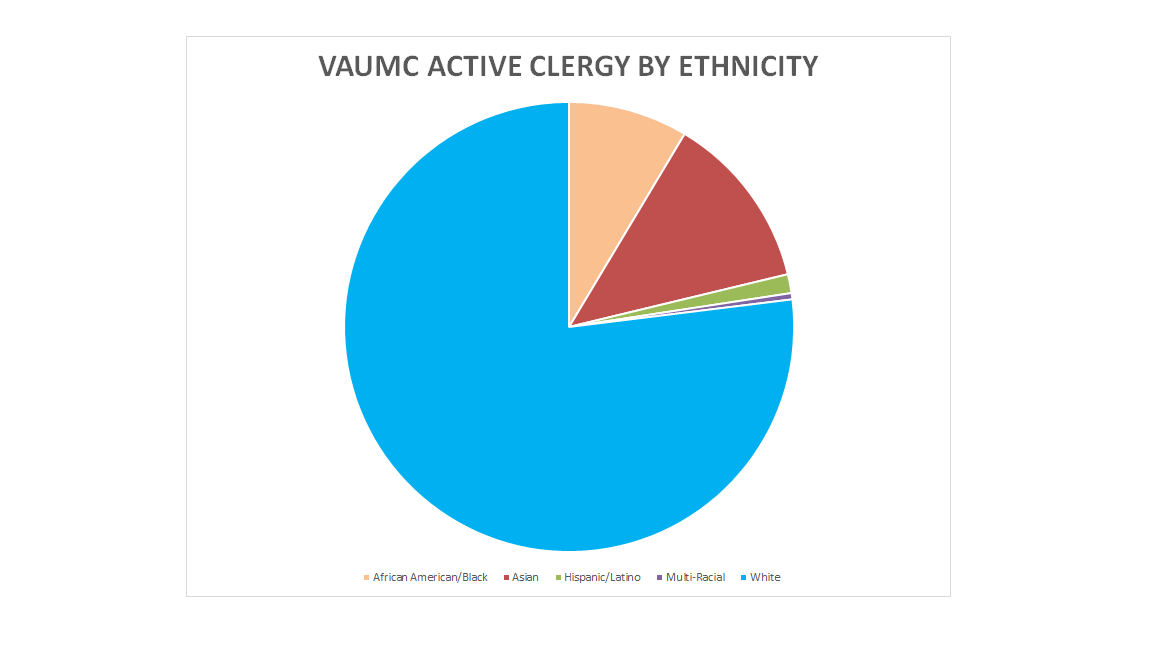 VAUMC ACTIVE CLERGY BY ETHNICITY
African American/Black Asian Hispanic/Latino Multi-Racial White